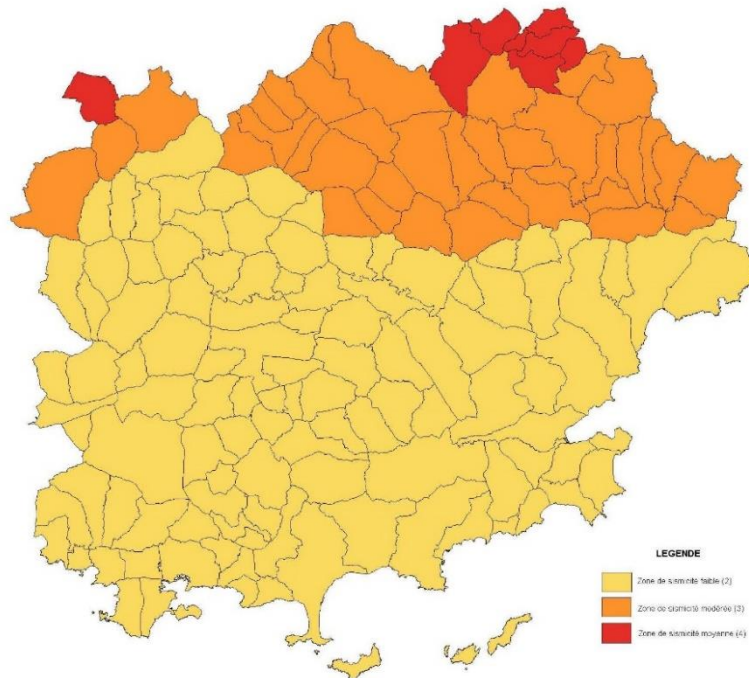 LEGENDE
Zone de sismicité faible (2)
Zone de sismicité modérée (3)
Zone de sismicité moyenne (4)